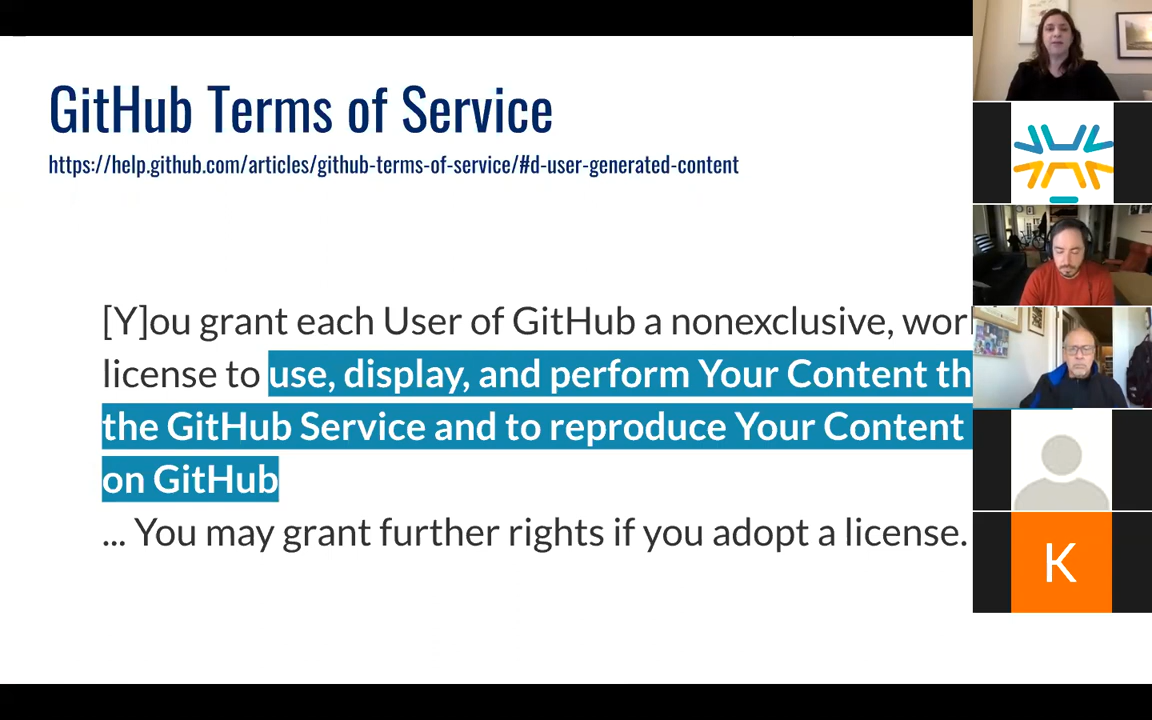 GitHub Terms of Service
https://help.github.com/articles/github-terms-of-service/#d-user-generated-content
[Y]ou grant each User of GitHub a nonexclusive,
license to use, display, and perform Your Content
the GitHub Service and to reproduce Your Content
on GitHub
... You may grant further rights if you adopt a license.
K